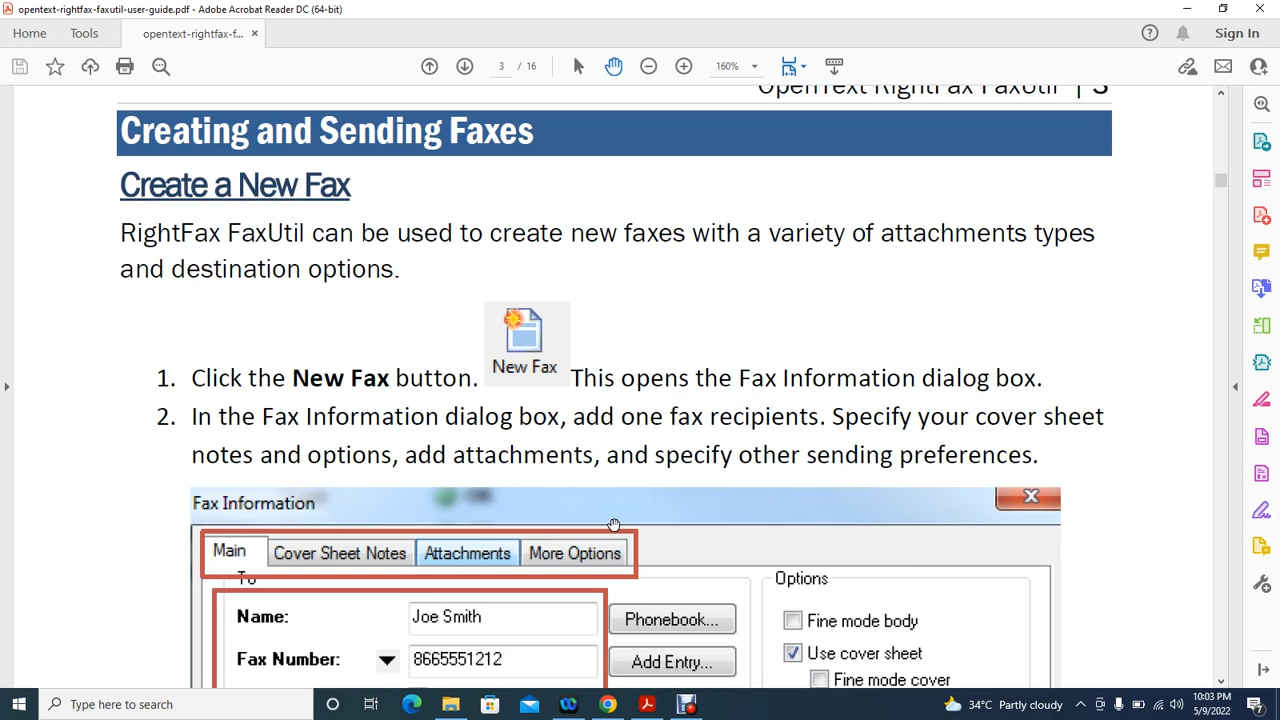 opentext-rightfax-faxutil-user-guide.pdf - Adobe Acrobat Reader DC (64-bit)
Home Tools opentext-rightfax-f... × Sign In
3 / 16 160%
OpenText RightFax FaxUtil | 3
Creating and Sending Faxes
Create a New Fax
RightFax FaxUtil can be used to create new faxes with a variety of attachments types
and destination options.
New Fax
1. Click the New Fax button. This opens the Fax Information dialog box.
2. In the Fax Information dialog box, add one fax recipients. Specify your cover sheet
notes and options, add attachments, and specify other sending preferences.
Fax Information
Main Cover Sheet Notes Attachments More Options
To Options
Name: Joe Smith Phonebook... Fine mode body
Fax Number: 8665551212 Add Entry... Use cover sheet
Fine mode cover
Type here to search 34°C Partly cloudy 10:03 PM
5/9/2022 7